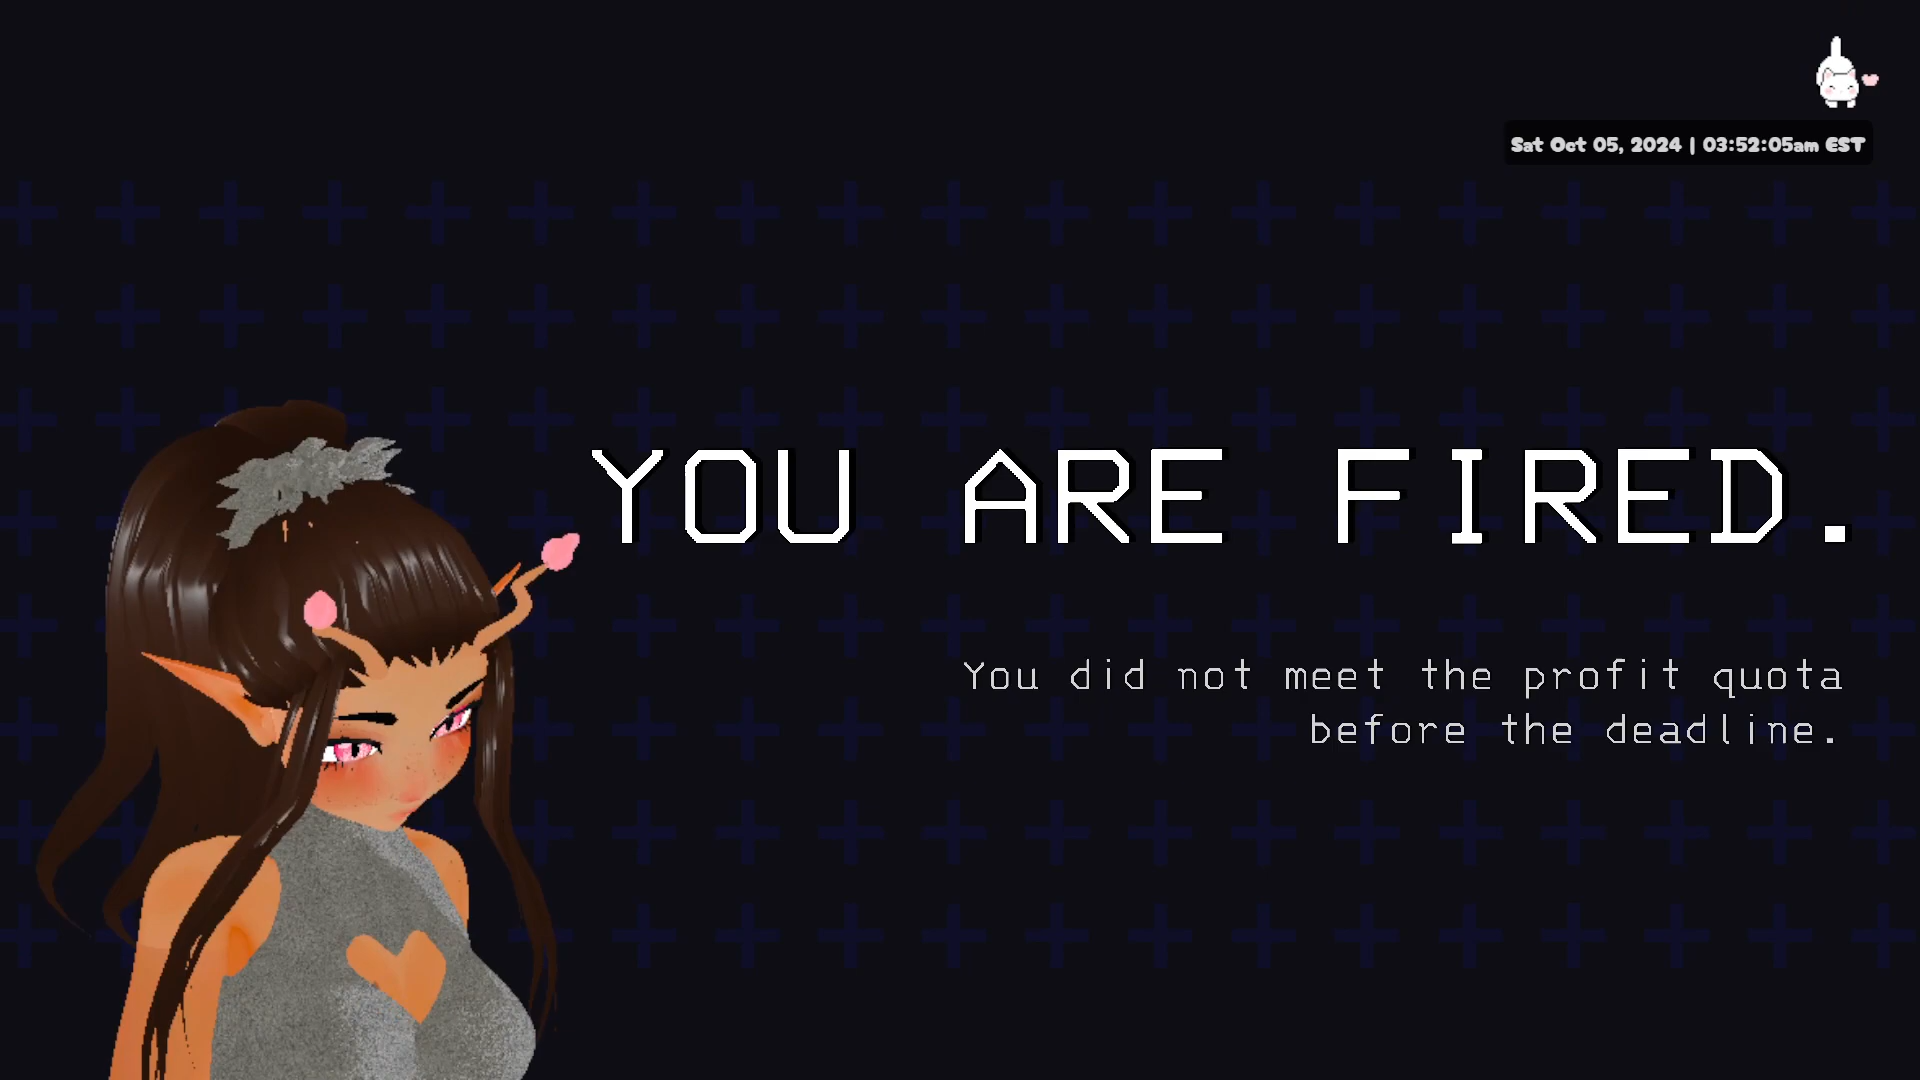 Sat Oct 05, 2024 | 03:52:05am EST
YOU ARE FIRED.
You did not meet the profit quota
before the deadline.